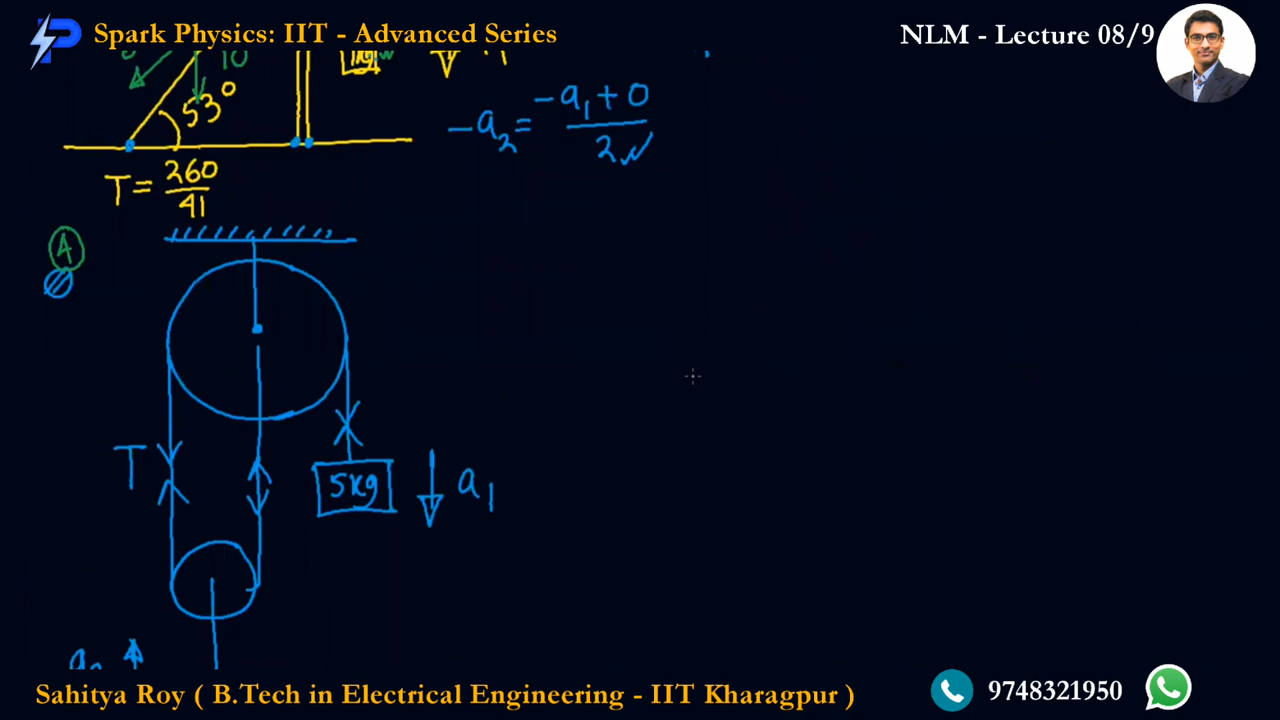 Spark Physics: IIT - Advanced Series
NLM - Lecture 08/9
10
53°
-a₂ = (-a₁ + 0)/2
T = 260/41
A
T
5kg
a₁
Sahitya Roy ( B.Tech in Electrical Engineering - IIT Kharagpur )
9748321950